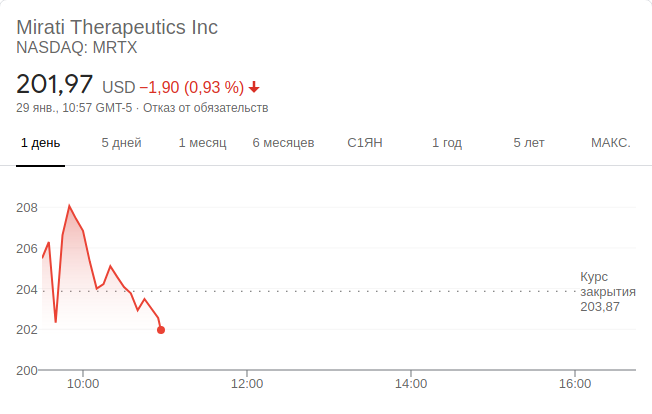 Mirati Therapeutics Inc
NASDAQ: MRTX
201,97 USD −1,90 (0,93 %)
29 янв., 10:57 GMT-5 · Отказ от обязательств
1 день 5 дней 1 месяц 6 месяцев С1ЯН 1 год 5 лет МАКС.
208
206
204
202
200
Курс
закрытия
203,87
10:00 12:00 14:00 16:00